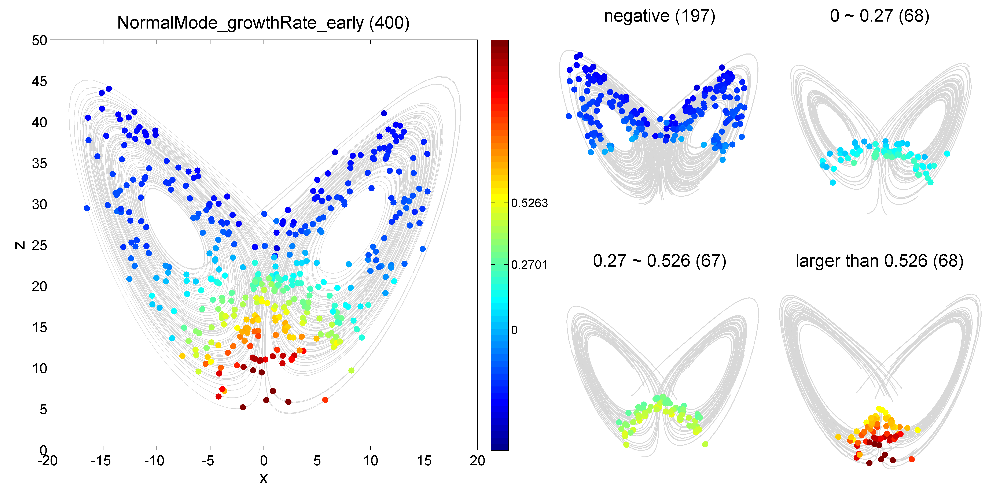 NormalMode_growthRate_early (400)
50
45
40
35
30
25
20
15
10
5
0
z
-20 -15 -10 -5 0 5 10 15 20
x
0.5263
0.2701
0
negative (197)
0 ~ 0.27 (68)
0.27 ~ 0.526 (67)
larger than 0.526 (68)